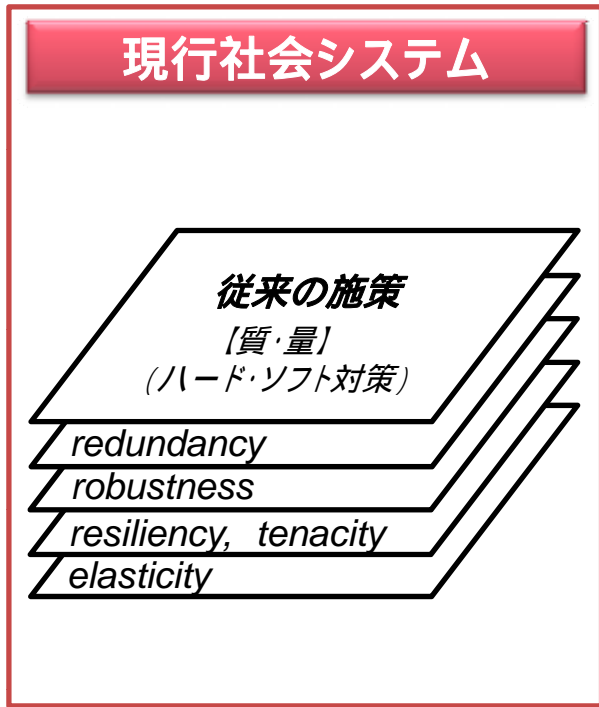 現行社会システム
従来の施策
【質・量】
(ハード・ソフト対策)
redundancy
robustness
resiliency, tenacity
elasticity